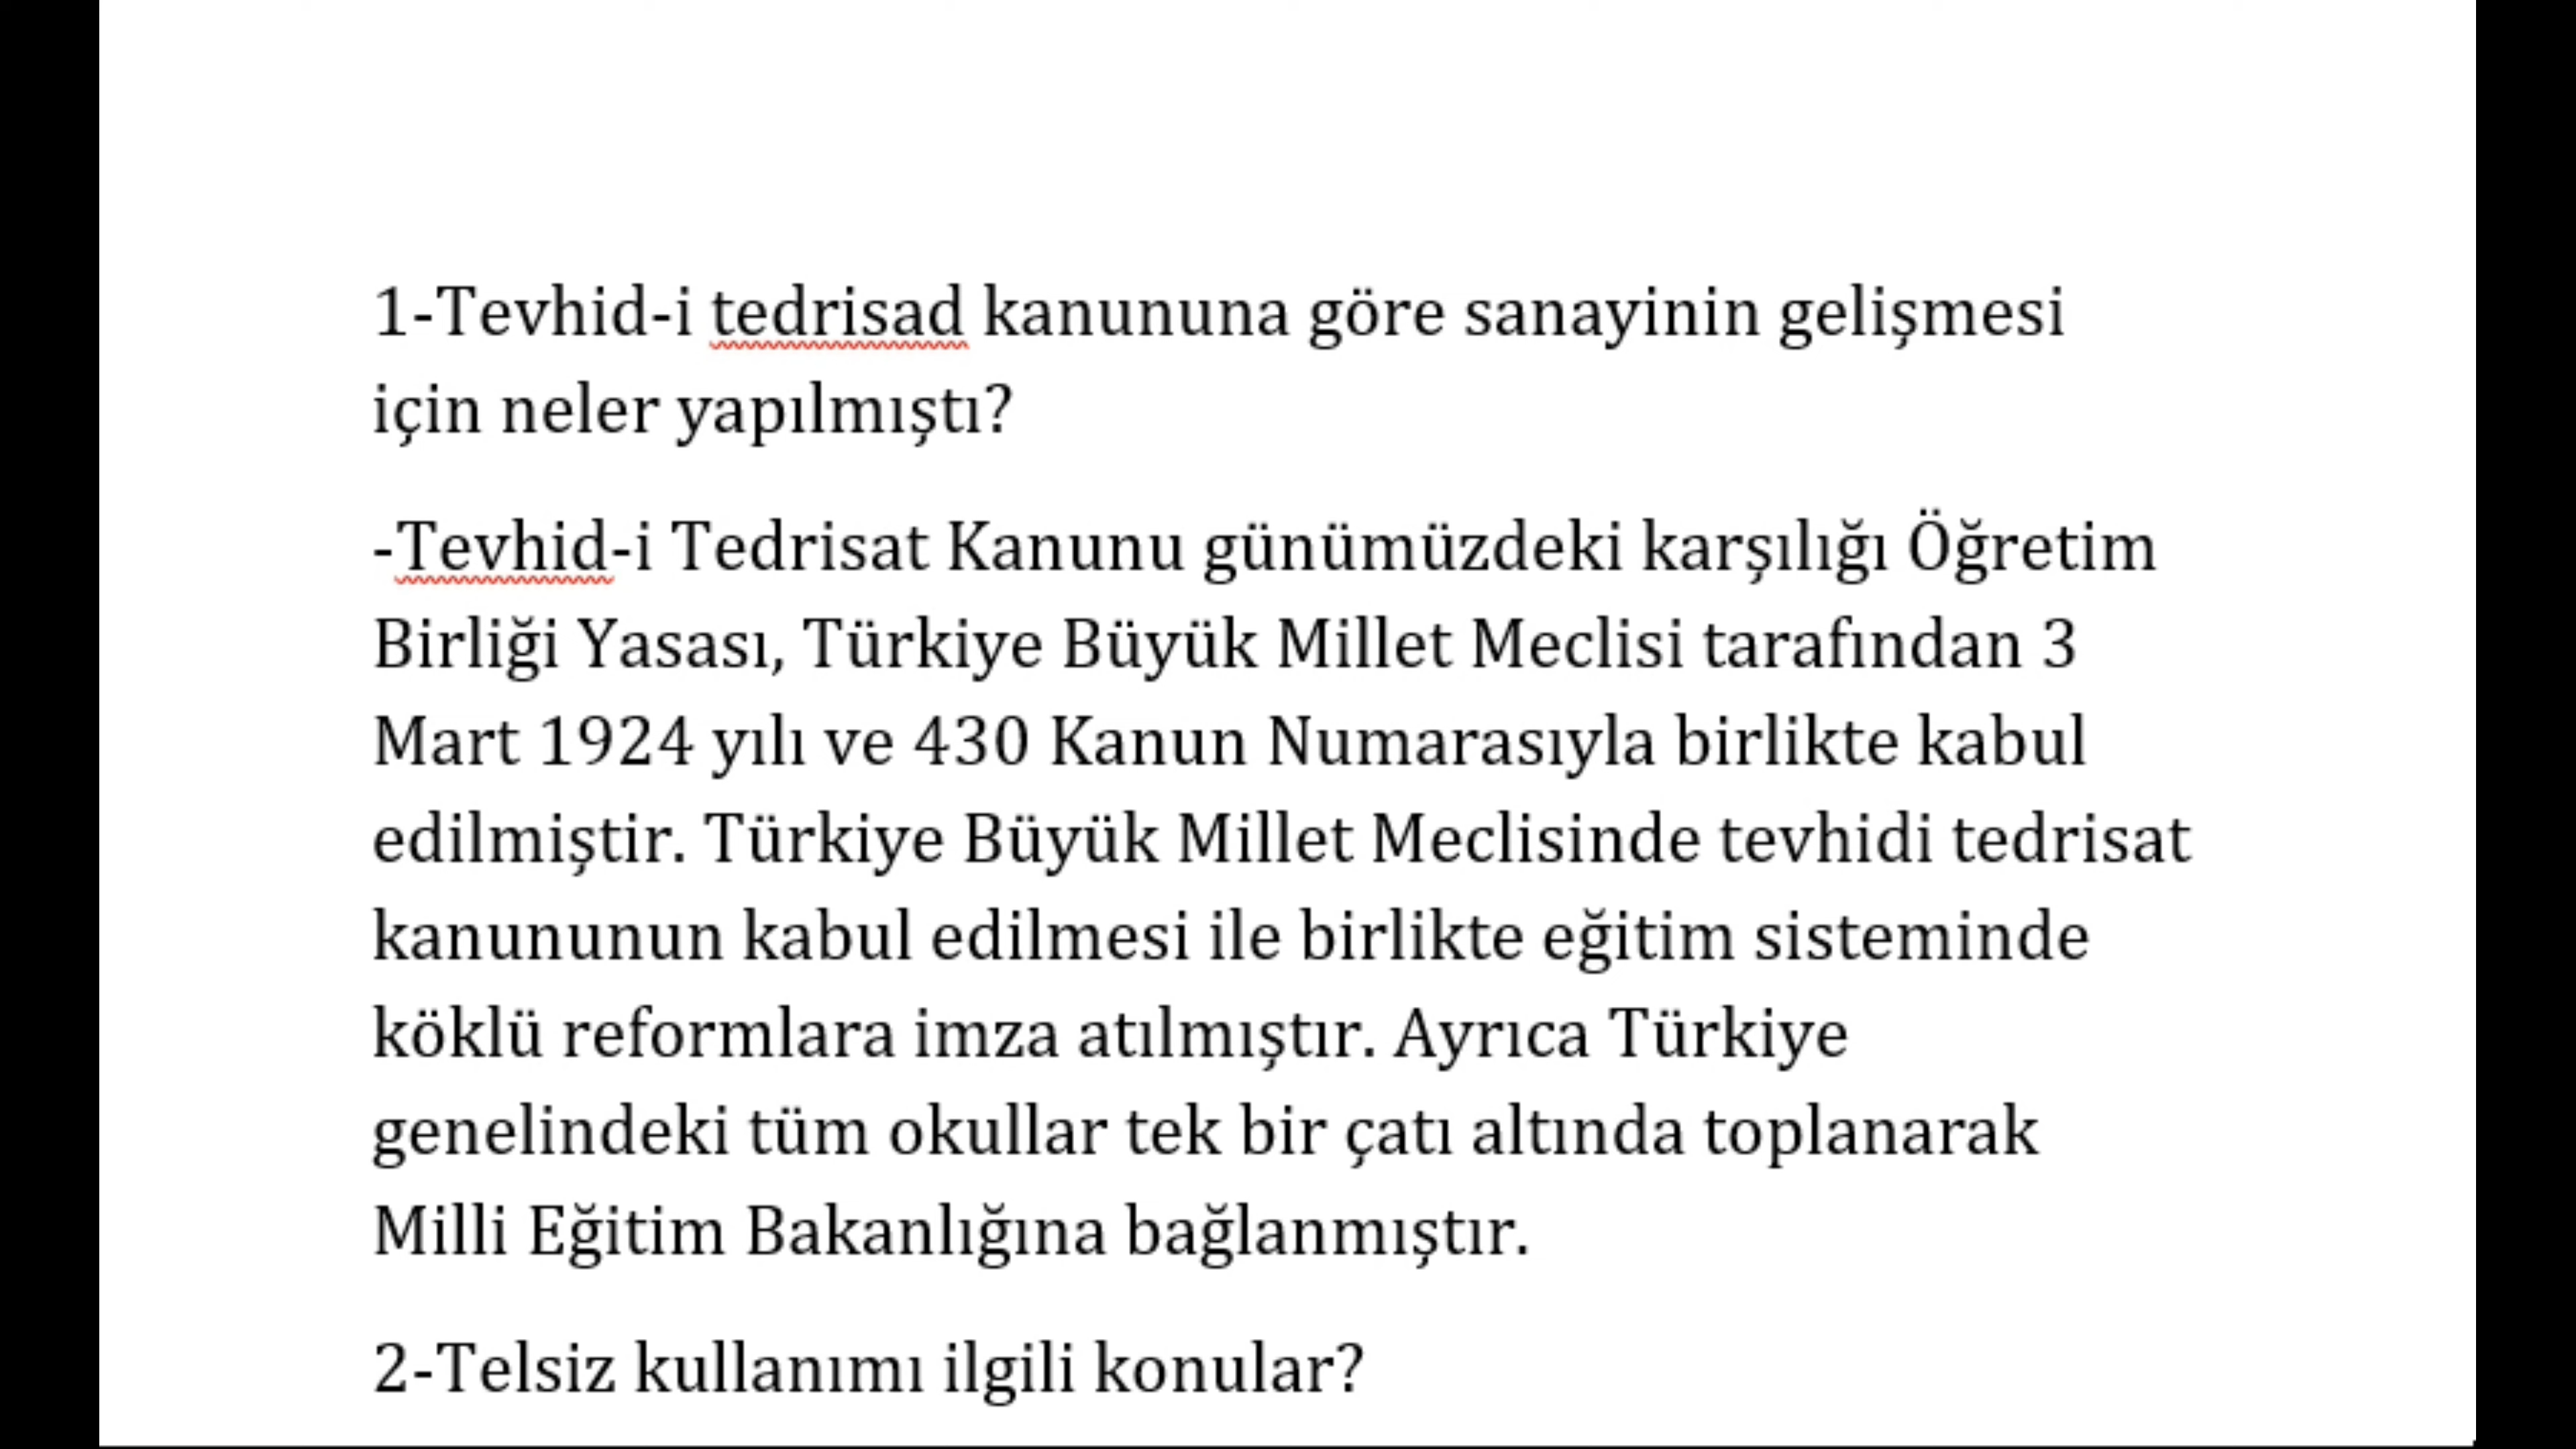 1-Tevhid-i tedrisad kanununa göre sanayinin gelişmesi
için neler yapılmıştı?
-Tevhid-i Tedrisat Kanunu günümüzdeki karşılığı Öğretim
Birliği Yasası, Türkiye Büyük Millet Meclisi tarafından 3
Mart 1924 yılı ve 430 Kanun Numarasıyla birlikte kabul
edilmiştir. Türkiye Büyük Millet Meclisinde tevhidi tedrisat
kanununun kabul edilmesi ile birlikte eğitim sisteminde
köklü reformlara imza atılmıştır. Ayrıca Türkiye
genelindeki tüm okullar tek bir çatı altında toplanarak
Milli Eğitim Bakanlığına bağlanmıştır.
2-Telsiz kullanımı ilgili konular?